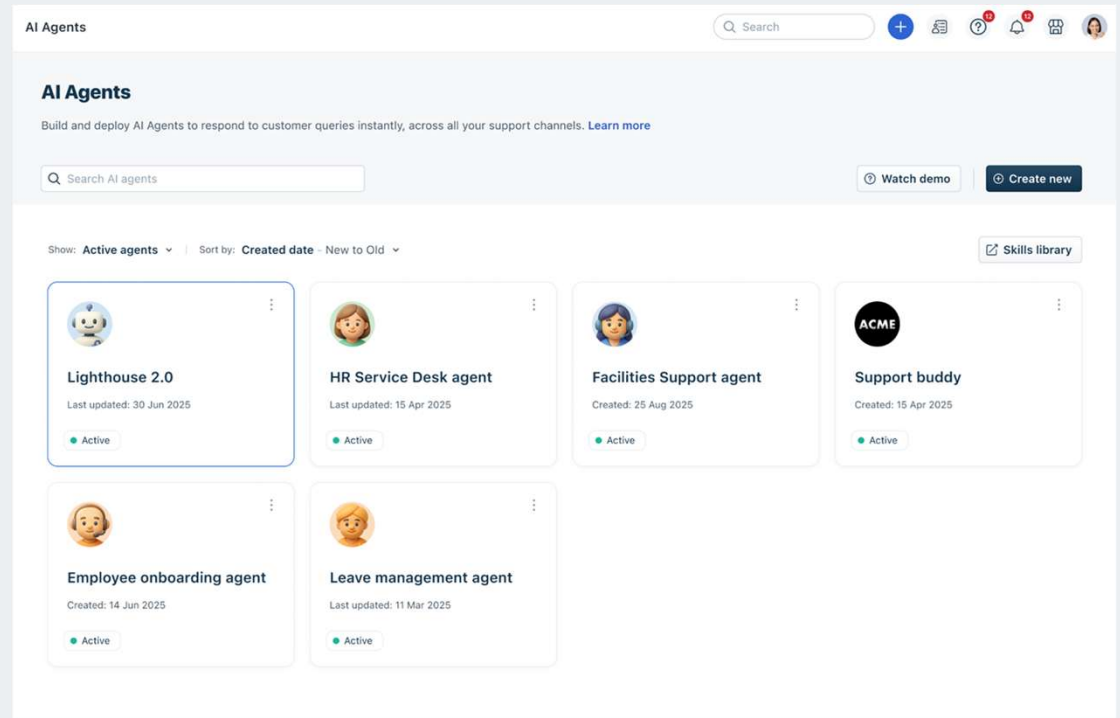 AI Agents
Search
12
12
AI Agents
Build and deploy AI Agents to respond to customer queries instantly, across all your support channels. Learn more
Search AI agents
Watch demo
Create new
Show: Active agents
Sort by: Created date - New to Old
Skills library
Lighthouse 2.0
Last updated: 30 Jun 2025
Active
HR Service Desk agent
Last updated: 15 Apr 2025
Active
Facilities Support agent
Created: 25 Aug 2025
Active
ACME
Support buddy
Created: 15 Apr 2025
Active
Employee onboarding agent
Created: 14 Jun 2025
Active
Leave management agent
Last updated: 11 Mar 2025
Active